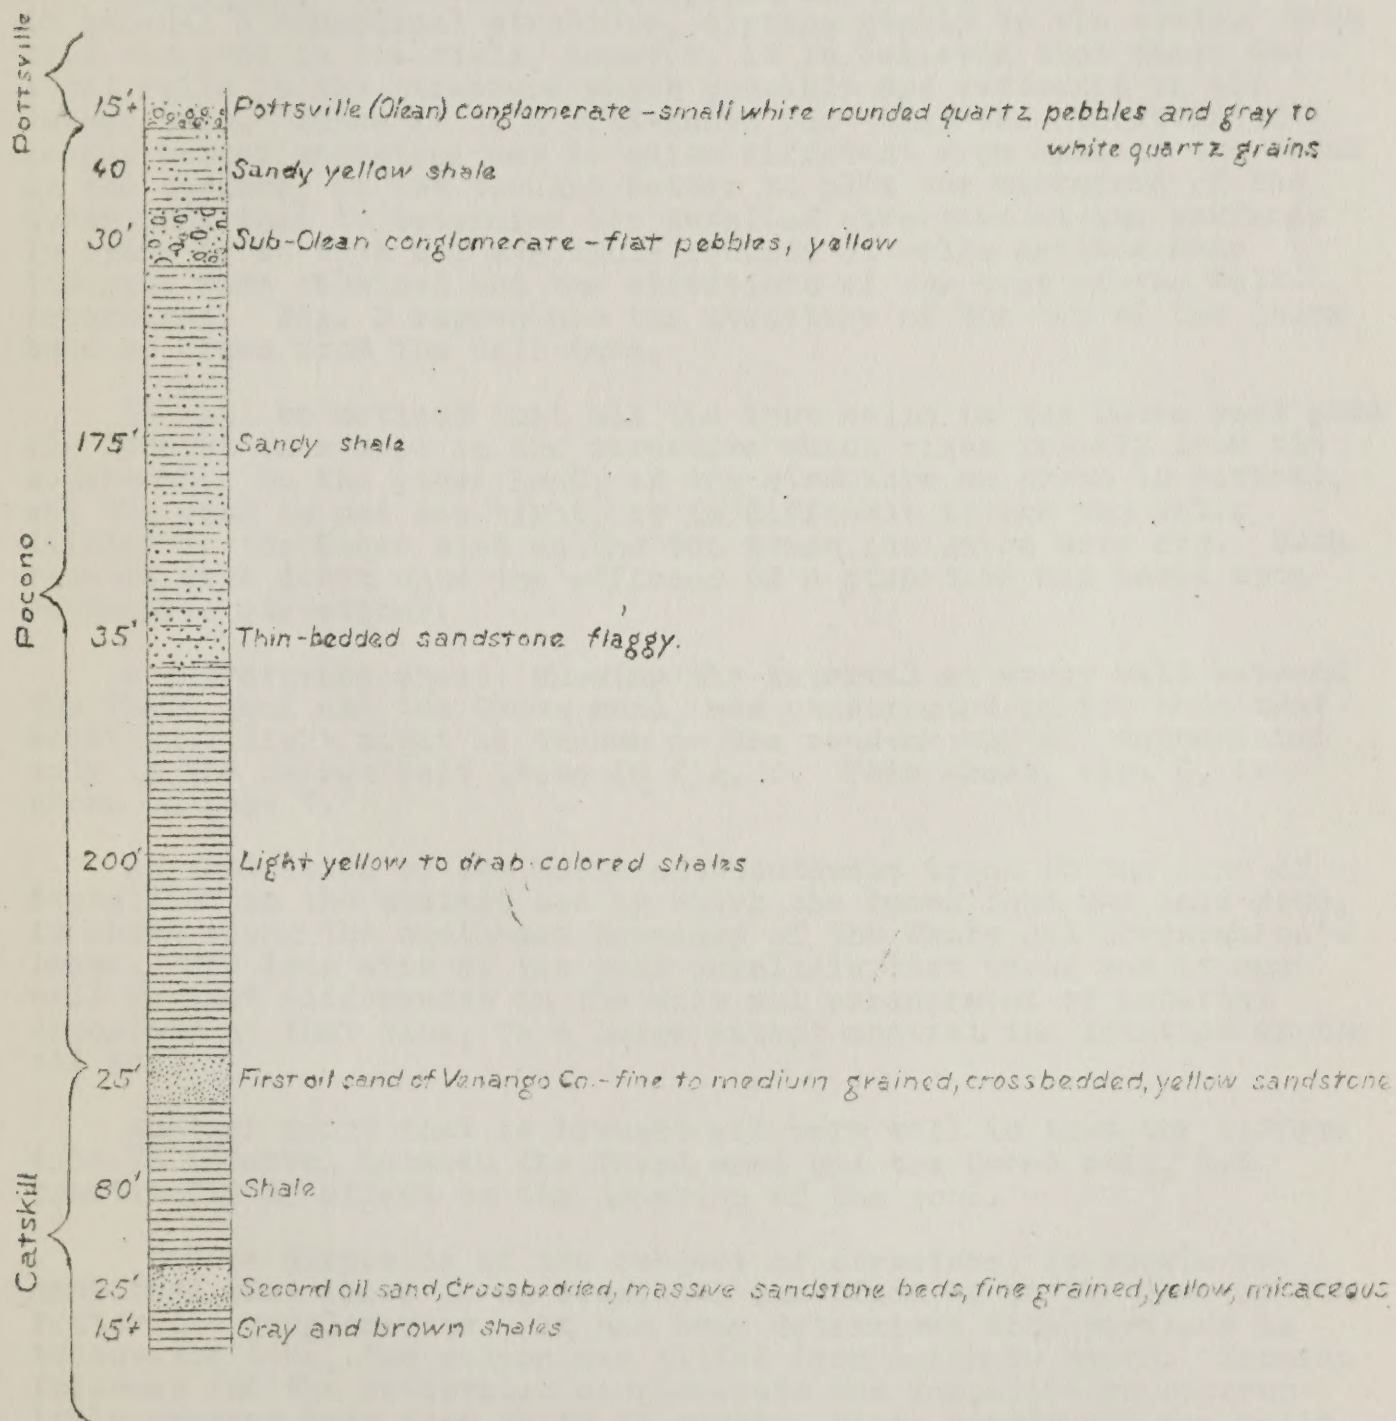 Pottsville
15'+ Pottsville (Olean) conglomerate - small white rounded quartz pebbles and gray to
white quartz grains
40 Sandy yellow shale
30' Sub-Olean conglomerate - flat pebbles, yellow
175' Sandy shale
Pocono
35' Thin-bedded sandstone flaggy.
200' Light yellow to drab colored shales
25' First oil sand of Venango Co. - fine to medium grained, crossbedded, yellow sandstone
Catskill
80' Shale
25' Second oil sand, Crossbedded, massive sandstone beds, fine grained, yellow, micaceous
15'+ Gray and brown shales